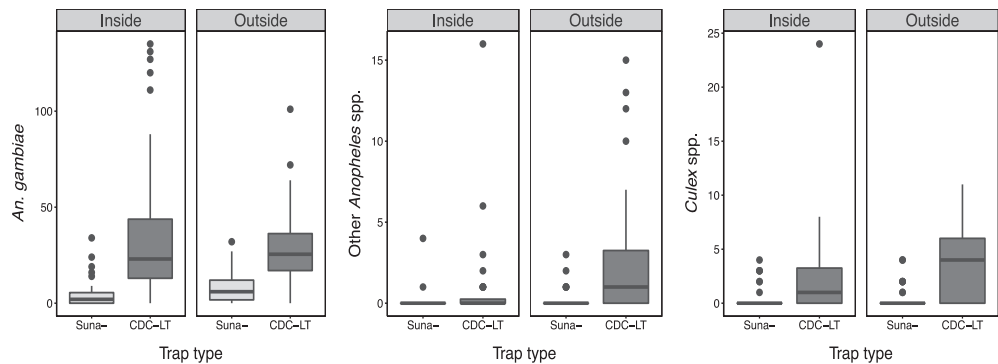 Inside Outside
An. gambiae
100
50
0
Suna– CDC–LT Suna– CDC–LT
Trap type
Inside Outside
Other Anopheles spp.
15
10
5
0
Suna– CDC–LT Suna– CDC–LT
Trap type
Inside Outside
Culex spp.
25
20
15
10
5
0
Suna– CDC–LT Suna– CDC–LT
Trap type